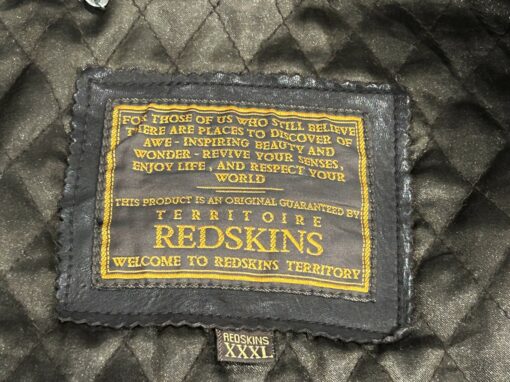 FOR THOSE OF US WHO STILL BELIEVE
THERE ARE PLACES TO DISCOVER OF
AWE - INSPIRING BEAUTY AND
WONDER - REVIVE YOUR SENSES,
ENJOY LIFE, AND RESPECT YOUR
WORLD
THIS PRODUCT IS AN ORIGINAL GUARANTEED BY
TERRITOIRE
REDSKINS
WELCOME TO REDSKINS TERRITORY
REDSKINS
XXXL